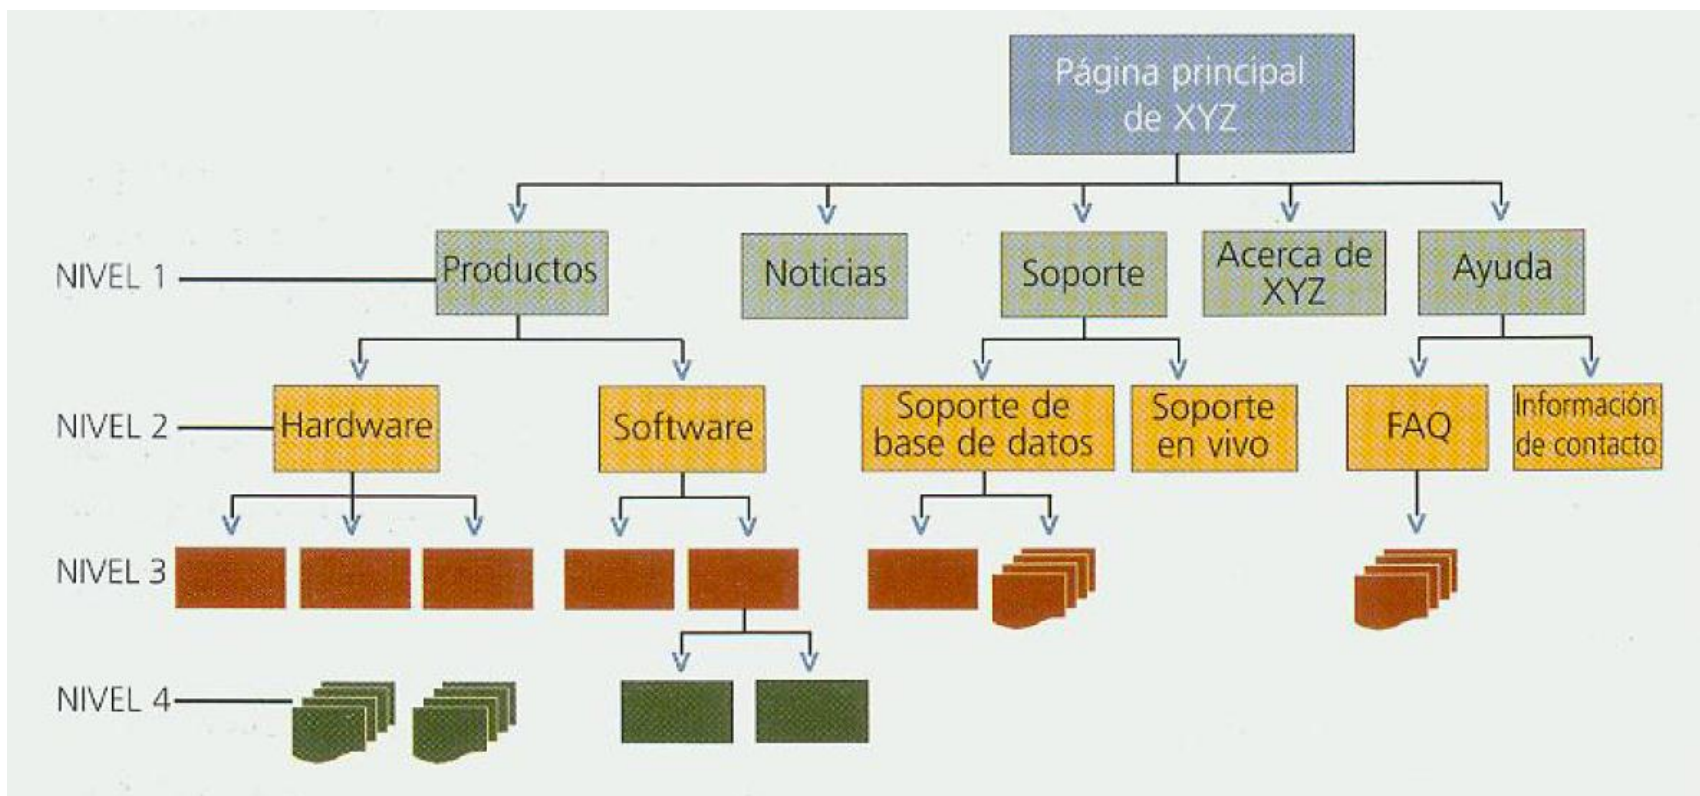 Página principal
de XYZ
NIVEL 1
Productos
Noticias
Soporte
Acerca de
XYZ
Ayuda
NIVEL 2
Hardware
Software
Soporte de
base de datos
Soporte
en vivo
FAQ
Información
de contacto
NIVEL 3
NIVEL 4